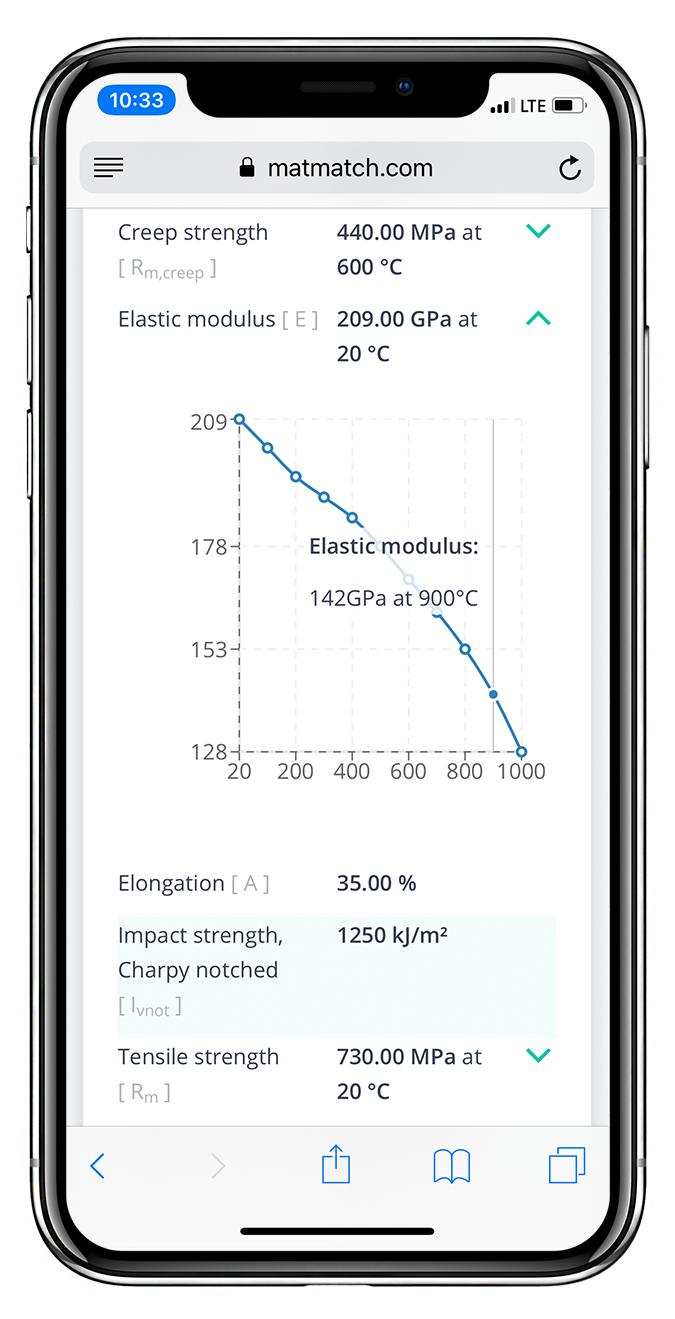 10:33
LTE
matmatch.com
Creep strength 440.00 MPa at
[ Rm,creep ] 600 °C
Elastic modulus [ E ] 209.00 GPa at
20 °C
209
178
Elastic modulus:
142GPa at 900°C
153
128
20 200 400 600 800 1000
Elongation [ A ] 35.00 %
Impact strength, 1250 kJ/m²
Charpy notched
[ Ivnot ]
Tensile strength 730.00 MPa at
[ Rm ] 20 °C